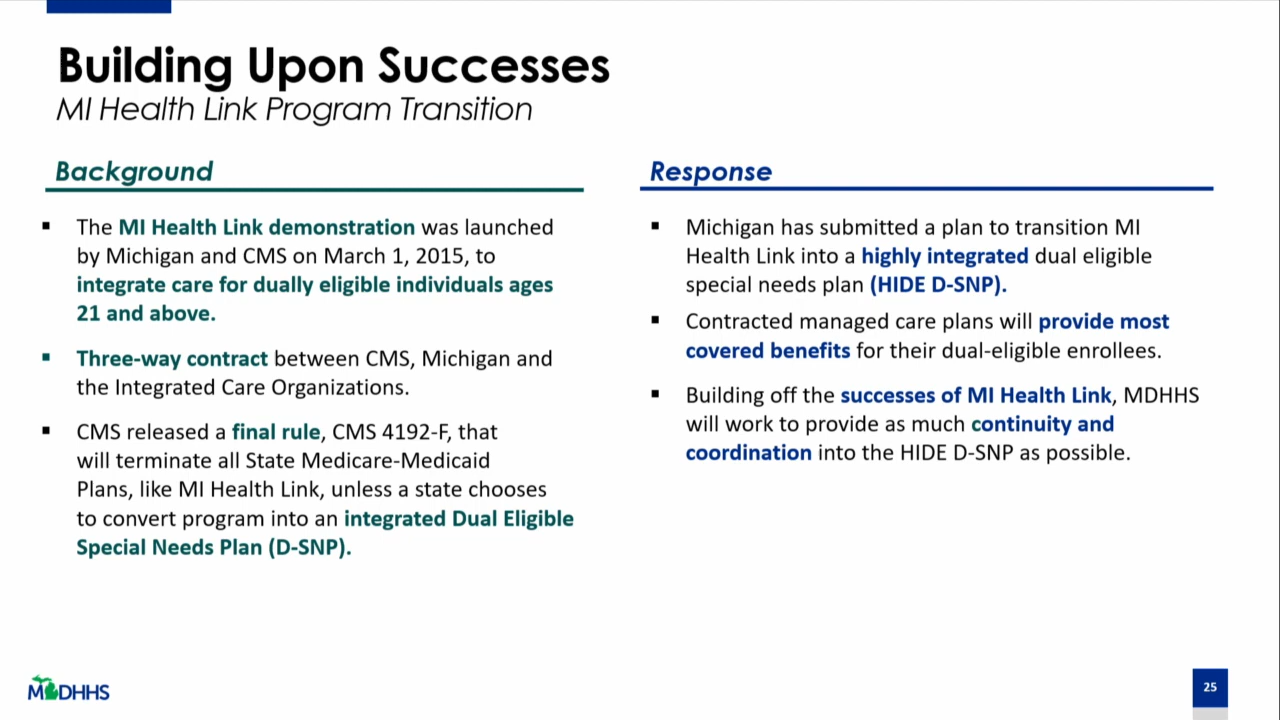 Building Upon Successes
MI Health Link Program Transition
Background
▪ The MI Health Link demonstration was launched
by Michigan and CMS on March 1, 2015, to
integrate care for dually eligible individuals ages
21 and above.
▪ Three-way contract between CMS, Michigan and
the Integrated Care Organizations.
▪ CMS released a final rule, CMS 4192-F, that
will terminate all State Medicare-Medicaid
Plans, like MI Health Link, unless a state chooses
to convert program into an integrated Dual Eligible
Special Needs Plan (D-SNP).
Response
▪ Michigan has submitted a plan to transition MI
Health Link into a highly integrated dual eligible
special needs plan (HIDE D-SNP).
▪ Contracted managed care plans will provide most
covered benefits for their dual-eligible enrollees.
▪ Building off the successes of MI Health Link, MDHHS
will work to provide as much continuity and
coordination into the HIDE D-SNP as possible.
MDHHS
25